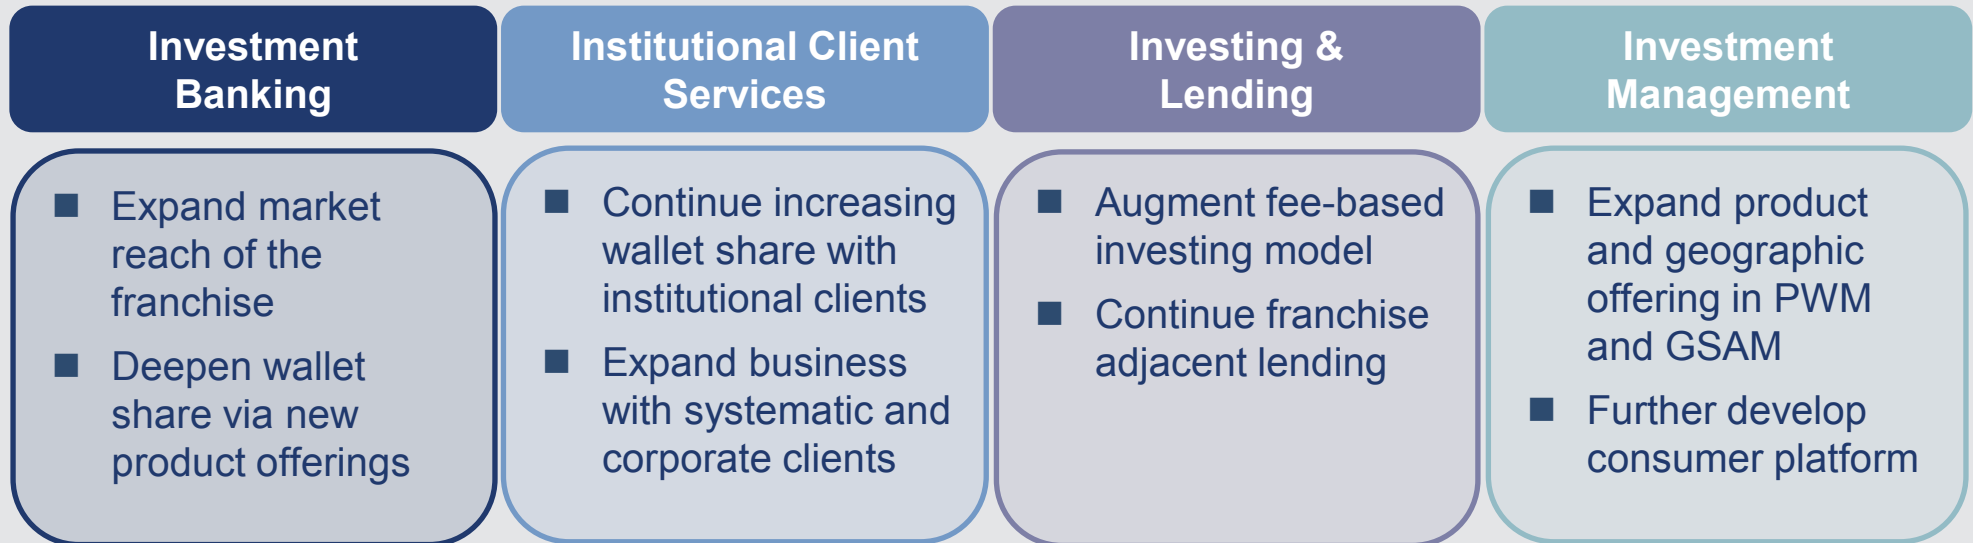 Investment
Banking
Institutional Client
Services
Investing &
Lending
Investment
Management
■ Expand market
reach of the
franchise
■ Deepen wallet
share via new
product offerings
■ Continue increasing
wallet share with
institutional clients
■ Expand business
with systematic and
corporate clients
■ Augment fee-based
investing model
■ Continue franchise
adjacent lending
■ Expand product
and geographic
offering in PWM
and GSAM
■ Further develop
consumer platform